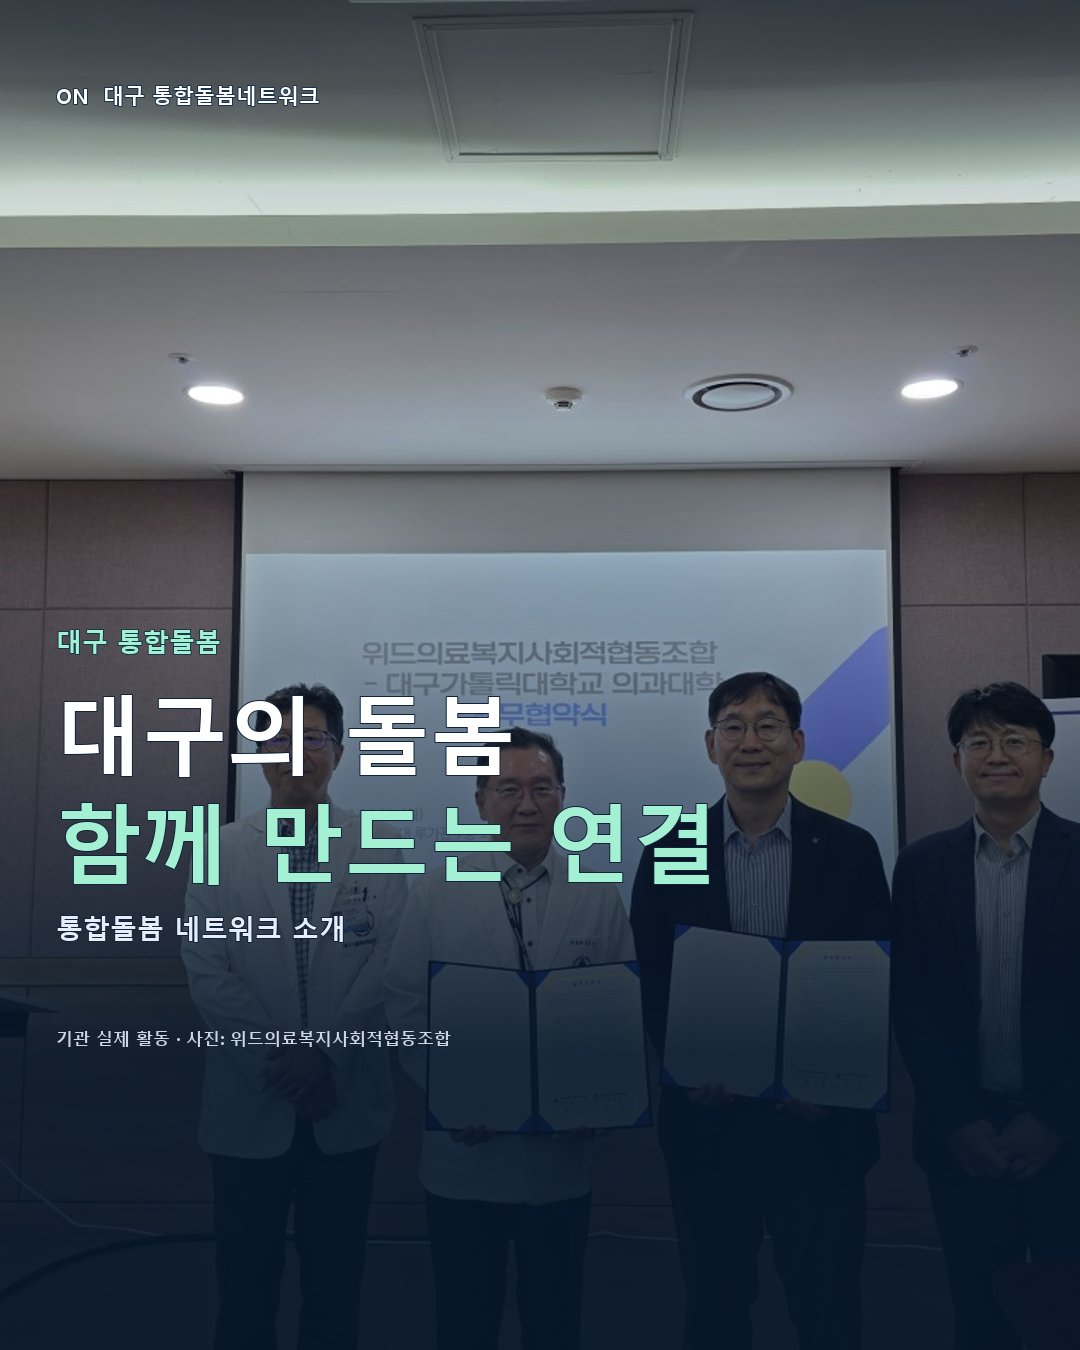 ON 대구 통합돌봄네트워크
위드의료복지사회적협동조합
- 대구가톨릭대학교 의과대학
무협약식
대구 통합돌봄
대구의 돌봄
함께 만드는 연결
통합돌봄 네트워크 소개
기관 실제 활동 · 사진: 위드의료복지사회적협동조합